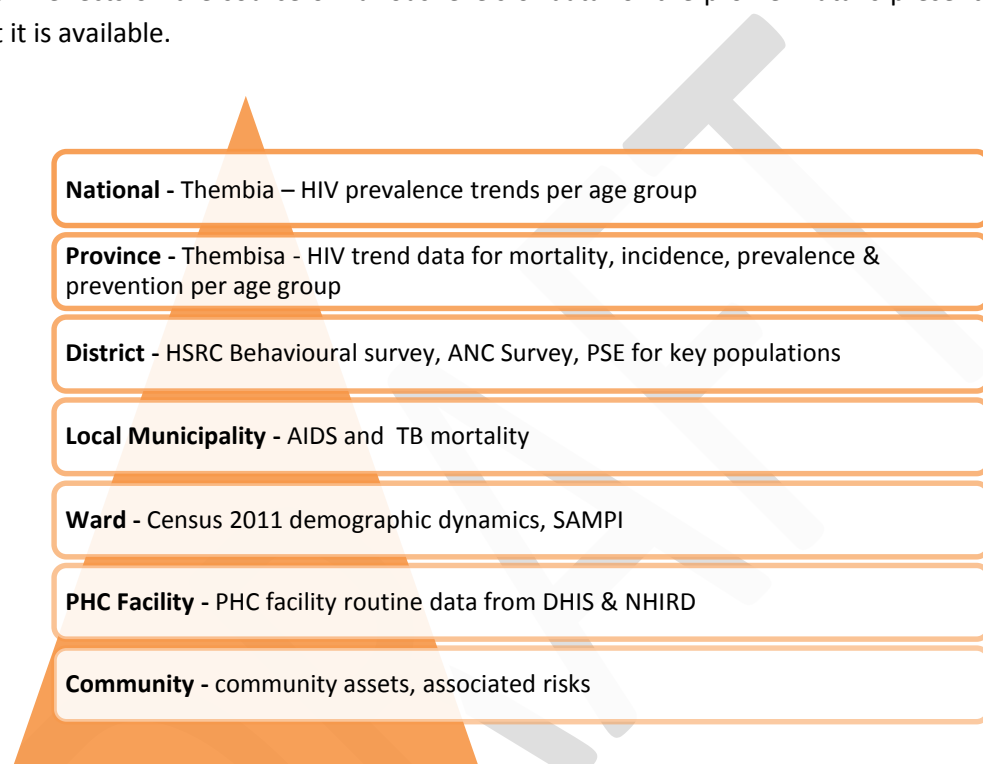 it is available.
National - Thembia – HIV prevalence trends per age group
Province - Thembisa - HIV trend data for mortality, incidence, prevalence &
prevention per age group
District - HSRC Behavioural survey, ANC Survey, PSE for key populations
Local Municipality - AIDS and TB mortality
Ward - Census 2011 demographic dynamics, SAMPI
PHC Facility - PHC facility routine data from DHIS & NHIRD
Community - community assets, associated risks
DRAFT